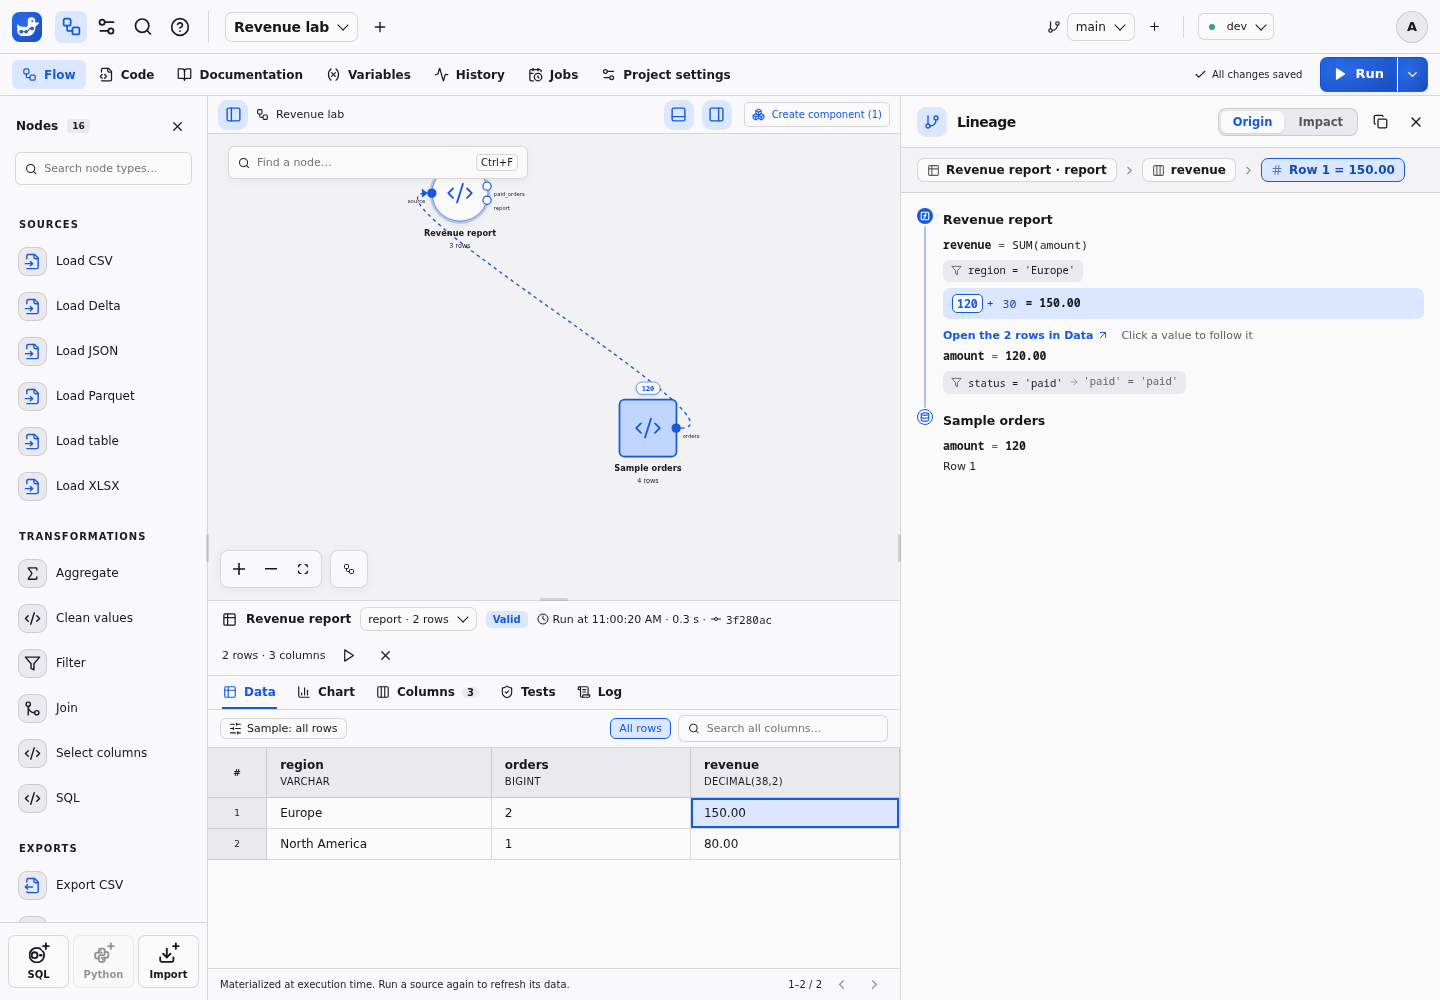 Revenue lab
main
dev
A
Flow
Code
Documentation
Variables
History
Jobs
Project settings
All changes saved
Run
Nodes 16
Search node types…
SOURCES
Load CSV
Load Delta
Load JSON
Load Parquet
Load table
Load XLSX
TRANSFORMATIONS
Aggregate
Clean values
Filter
Join
Select columns
SQL
EXPORTS
Export CSV
SQL
Python
Import
Revenue lab
Create component (1)
Find a node…
Ctrl+F
source
paid_orders
report
Revenue report
3 rows
120
orders
Sample orders
4 rows
Revenue report
report · 2 rows
Valid
Run at 11:00:20 AM · 0.3 s · 3f280ac
2 rows · 3 columns
Data
Chart
Columns 3
Tests
Log
Sample: all rows
All rows
Search all columns…
# region orders revenue
VARCHAR BIGINT DECIMAL(38,2)
1 Europe 2 150.00
2 North America 1 80.00
Materialized at execution time. Run a source again to refresh its data.
1–2 / 2
Lineage
Origin
Impact
Revenue report · report
revenue
# Row 1 = 150.00
Revenue report
revenue = SUM(amount)
region = 'Europe'
120 + 30 = 150.00
Open the 2 rows in Data ↗ Click a value to follow it
amount = 120.00
status = 'paid' → 'paid' = 'paid'
Sample orders
amount = 120
Row 1